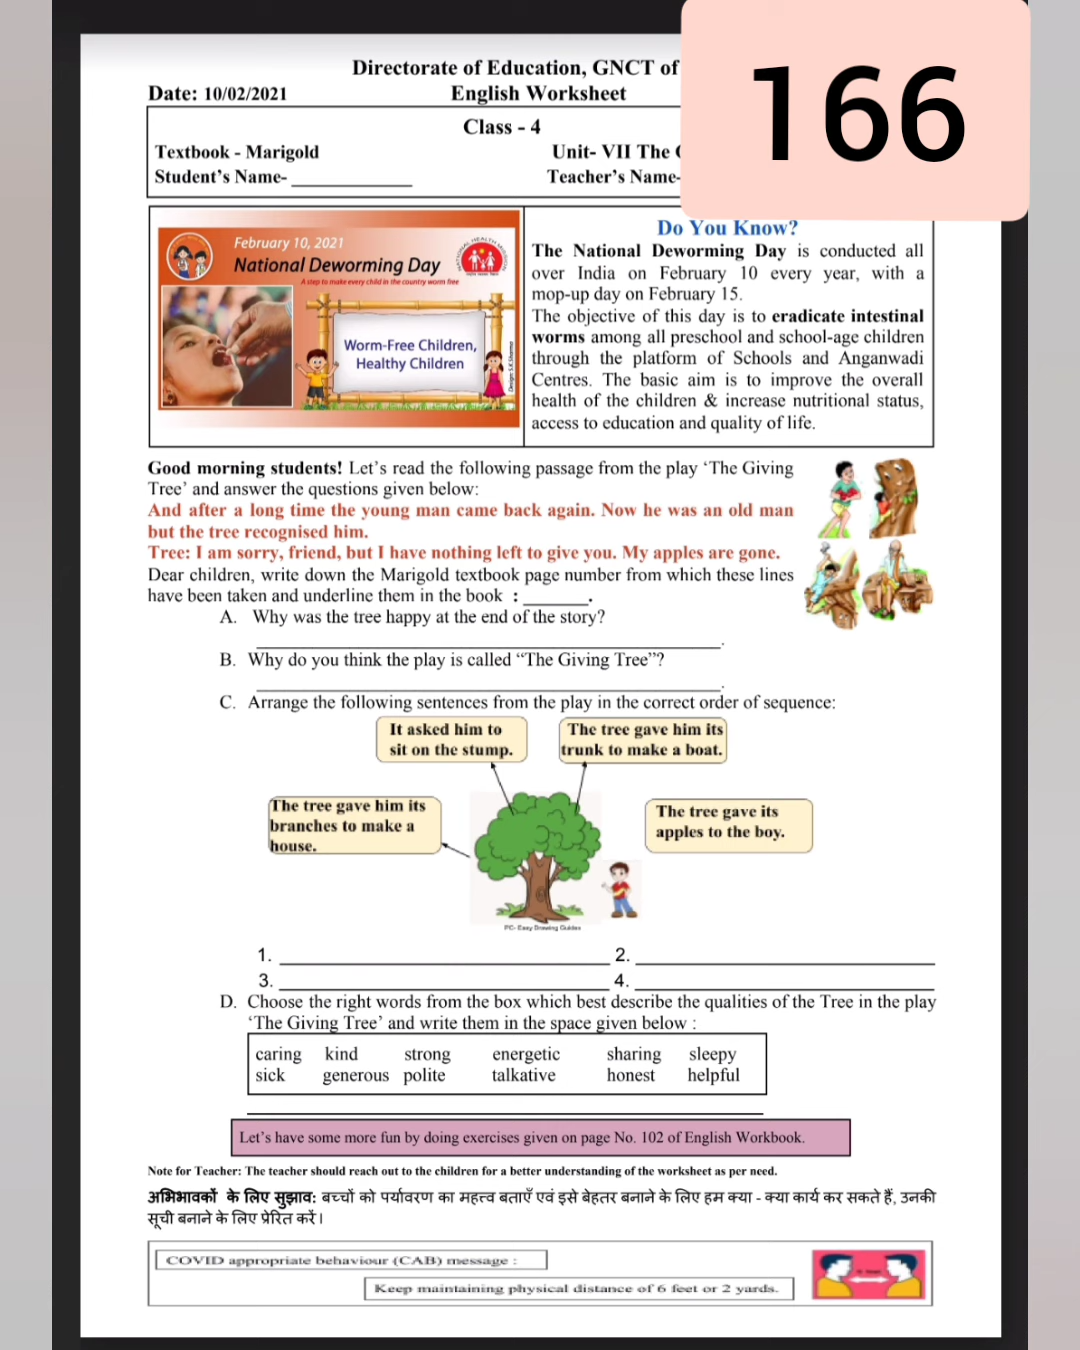 166
Directorate of Education, GNCT of
Date: 10/02/2021
English Worksheet
Class - 4
Textbook - Marigold
Unit- VII The
Student's Name- ____________
Teacher's Name-
February 10, 2021
National Deworming Day
A step to make every child in the country worm free
Worm-Free Children,
Healthy Children
Design: S.K.Sharma
Do You Know?
The National Deworming Day is conducted all
over India on February 10 every year, with a
mop-up day on February 15.
The objective of this day is to eradicate intestinal
worms among all preschool and school-age children
through the platform of Schools and Anganwadi
Centres. The basic aim is to improve the overall
health of the children & increase nutritional status,
access to education and quality of life.
Good morning students! Let's read the following passage from the play 'The Giving
Tree' and answer the questions given below:
And after a long time the young man came back again. Now he was an old man
but the tree recognised him.
Tree: I am sorry, friend, but I have nothing left to give you. My apples are gone.
Dear children, write down the Marigold textbook page number from which these lines
have been taken and underline them in the book : _______.
A. Why was the tree happy at the end of the story?
____________________.
B. Why do you think the play is called “The Giving Tree”?
____________________.
C. Arrange the following sentences from the play in the correct order of sequence:
It asked him to
sit on the stump.
The tree gave him its
trunk to make a boat.
The tree gave him its
branches to make a
house.
The tree gave its
apples to the boy.
PC- Easy Drawing Guides
1. ____________________ 2. ____________________
3. ____________________ 4. ____________________
D. Choose the right words from the box which best describe the qualities of the Tree in the play
'The Giving Tree' and write them in the space given below :
caring kind strong energetic sharing sleepy
sick generous polite talkative honest helpful
Let's have some more fun by doing exercises given on page No. 102 of English Workbook.
Note for Teacher: The teacher should reach out to the children for a better understanding of the worksheet as per need.
अभिभावकों के लिए सुझाव: बच्चों को पर्यावरण का महत्त्व बताएँ एवं इसे बेहतर बनाने के लिए हम क्या - क्या कार्य कर सकते हैं, उनकी
सूची बनाने के लिए प्रेरित करें।
COVID appropriate behaviour (CAB) message :
Keep maintaining physical distance of 6 feet or 2 yards.